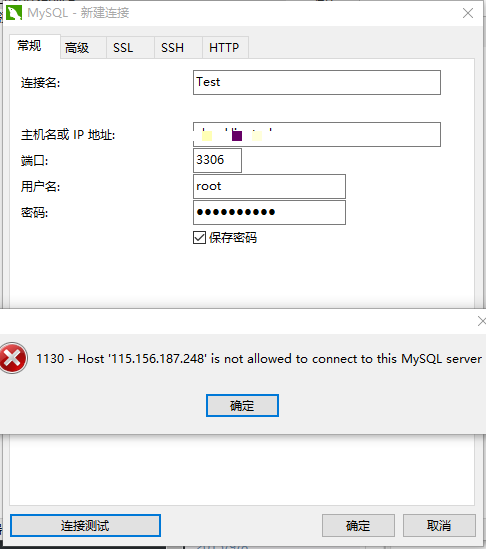 MySQL - 新建连接
常规 高级 SSL SSH HTTP
连接名: Test
主机名或 IP 地址:
端口: 3306
用户名: root
密码: ●●●●●●●●●●
保存密码
1130 - Host '115.156.187.248' is not allowed to connect to this MySQL server
确定
连接测试 确定 取消